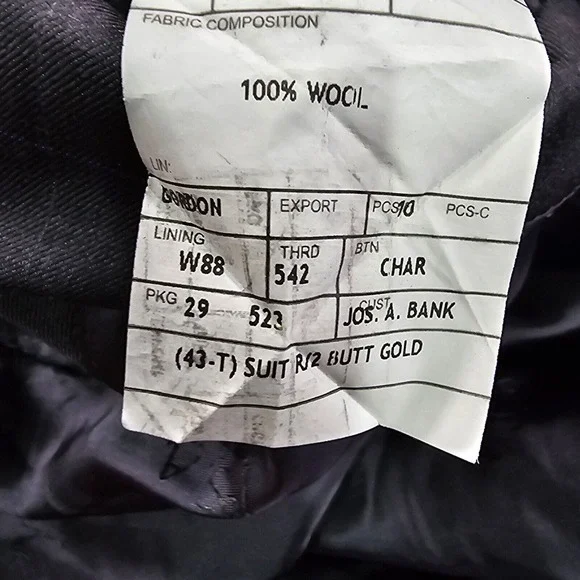 FABRIC COMPOSITION
100% WOOL
LIN:
GORDON EXPORT PCS PCS-C
LINING W88 THRD 542 BTN CHAR
PKG 29 523 CUST JOS. A. BANK
(43-T) SUIT R/2 BUTT GOLD